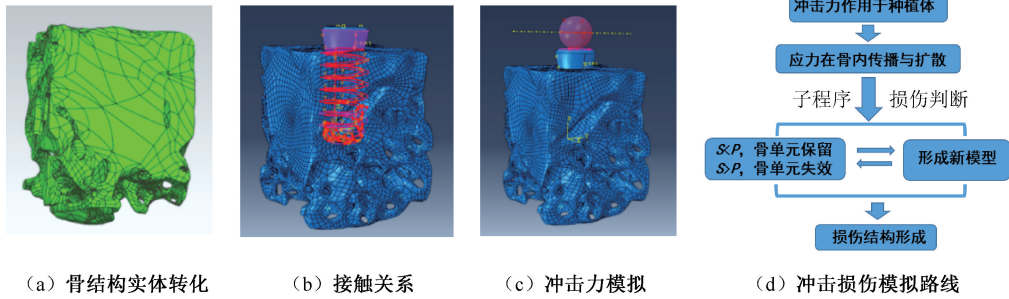 冲击力作用于种植体
应力在骨内传播与扩散
子程序 损伤判断
S<P，骨单元保留
S>P，骨单元失效
形成新模型
损伤结构形成
（a）骨结构实体转化
（b）接触关系
（c）冲击力模拟
（d）冲击损伤模拟路线